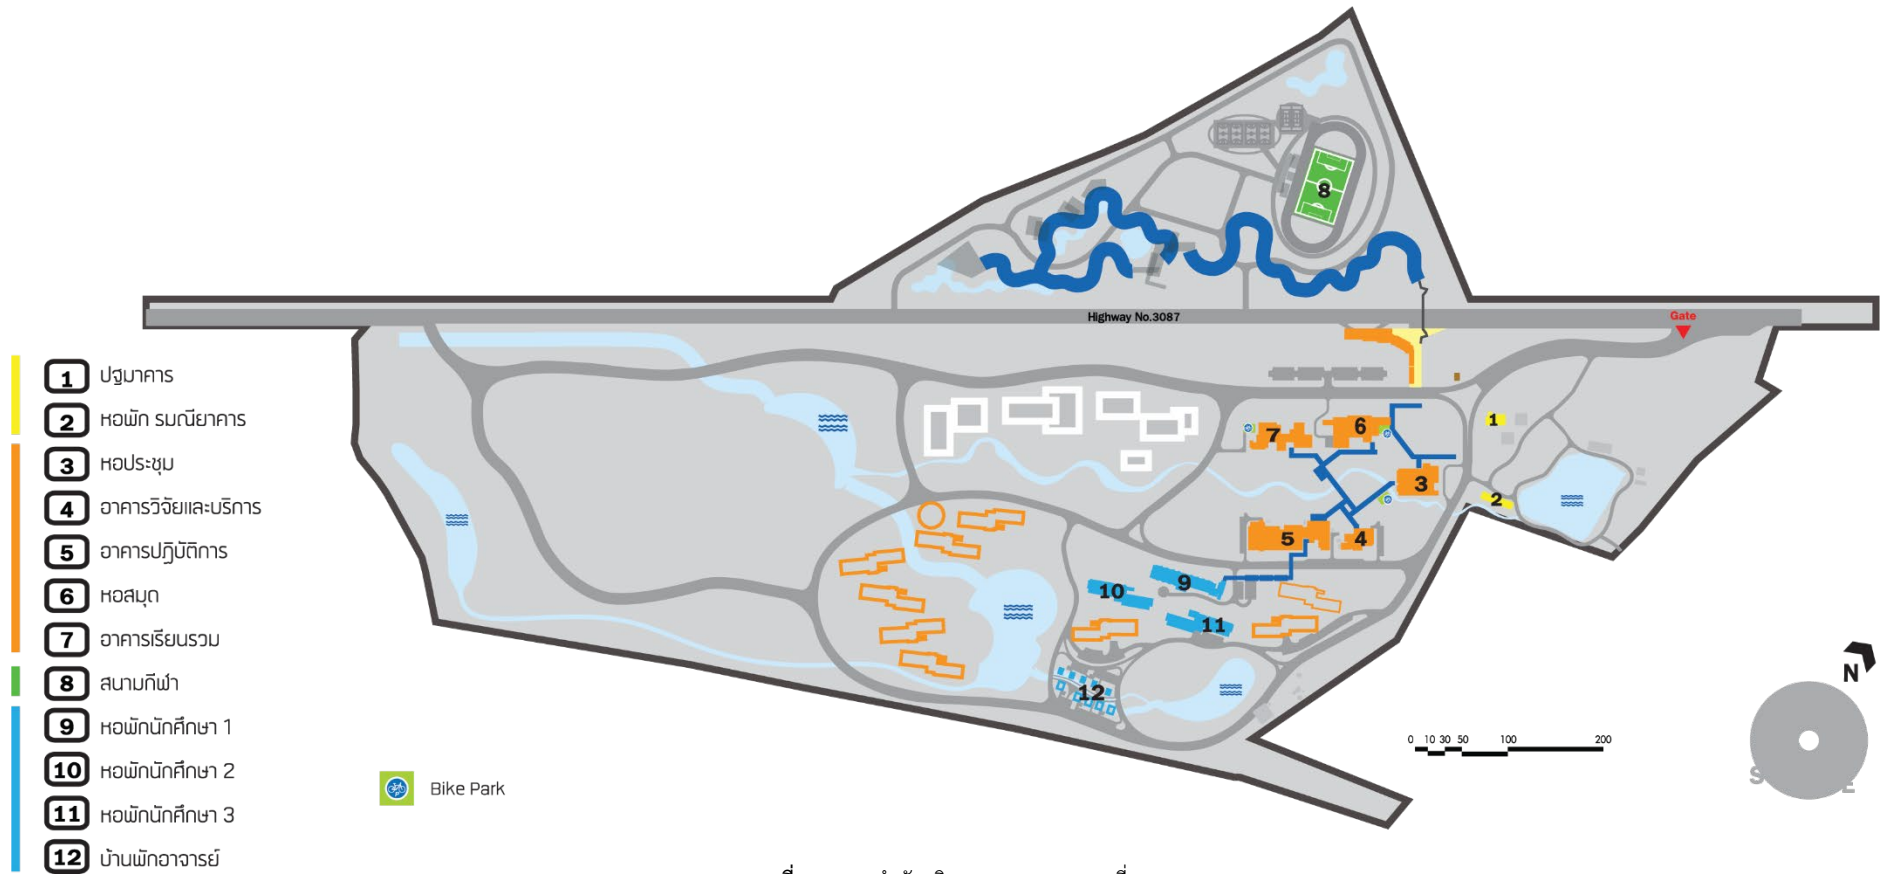 8
Highway No.3087
Gate
1 ปฐมาคาร
2 หอพัก รมณียาคาร
3 หอประชุม
4 อาคารวิจัยและบริการ
5 อาคารปฏิบัติการ
6 หอสมุด
7 อาคารเรียนรวม
8 สนามกีฬา
9 หอพักนักศึกษา 1
10 หอพักนักศึกษา 2
11 หอพักนักศึกษา 3
12 บ้านพักอาจารย์
7
6
1
3
2
5
4
9
10
11
12
N
0 10 30 50 100 200
S
E
Bike Park